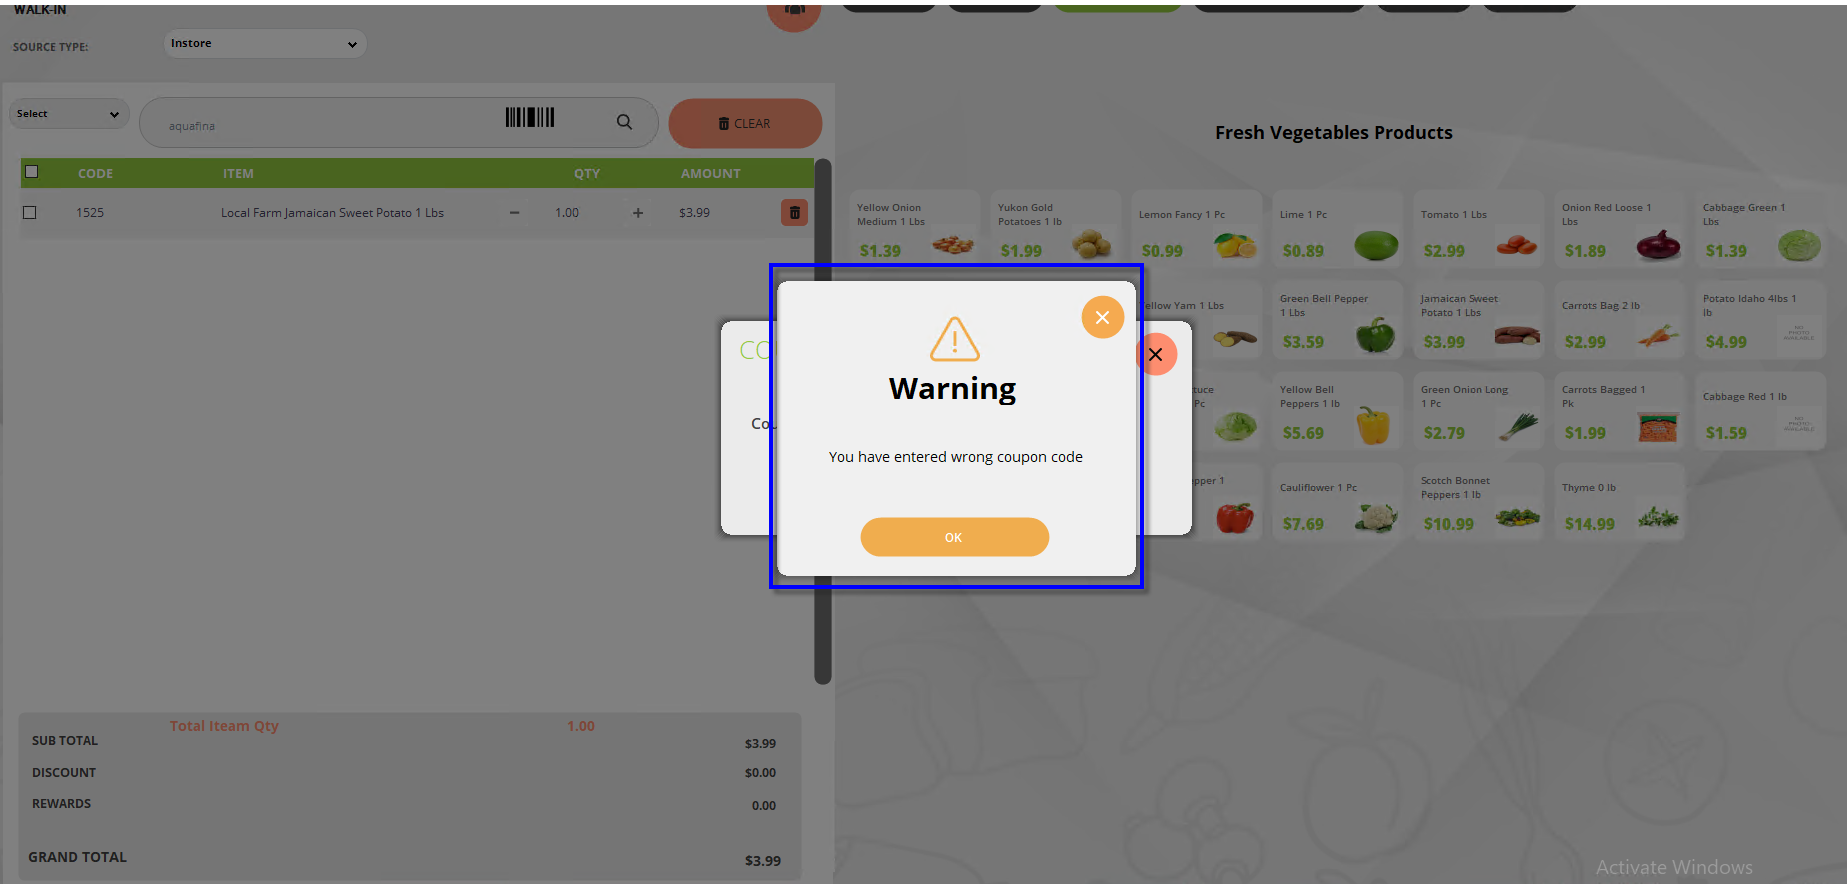 WALK-IN
SOURCE TYPE:
Instore
Select
aquafina
CLEAR
CODE ITEM QTY AMOUNT
1525 Local Farm Jamaican Sweet Potato 1 Lbs − 1.00 + $3.99
Total Iteam Qty 1.00
SUB TOTAL $3.99
DISCOUNT $0.00
REWARDS 0.00
GRAND TOTAL $3.99
Fresh Vegetables Products
Yellow Onion
Medium 1 Lbs
$1.39
Yukon Gold
Potatoes 1 lb
$1.99
Lemon Fancy 1 Pc
$0.99
Lime 1 Pc
$0.89
Tomato 1 Lbs
$2.99
Onion Red Loose 1
Lbs
$1.89
Cabbage Green 1
Lbs
$1.39
ellow Yam 1 Lbs
Green Bell Pepper
1 Lbs
$3.59
Jamaican Sweet
Potato 1 Lbs
$3.99
Carrots Bag 2 lb
$2.99
Potato Idaho 4lbs 1
lb
$4.99
NO
PHOTO
AVAILABLE
tuce
Pc
Yellow Bell
Peppers 1 lb
$5.69
Green Onion Long
1 Pc
$2.79
Carrots Bagged 1
Pk
$1.99
Cabbage Red 1 lb
$1.59
NO
PHOTO
AVAILABLE
epper 1
Cauliflower 1 Pc
$7.69
Scotch Bonnet
Peppers 1 lb
$10.99
Thyme 0 lb
$14.99
CO
Cou
Warning
You have entered wrong coupon code
OK
Activate Windows